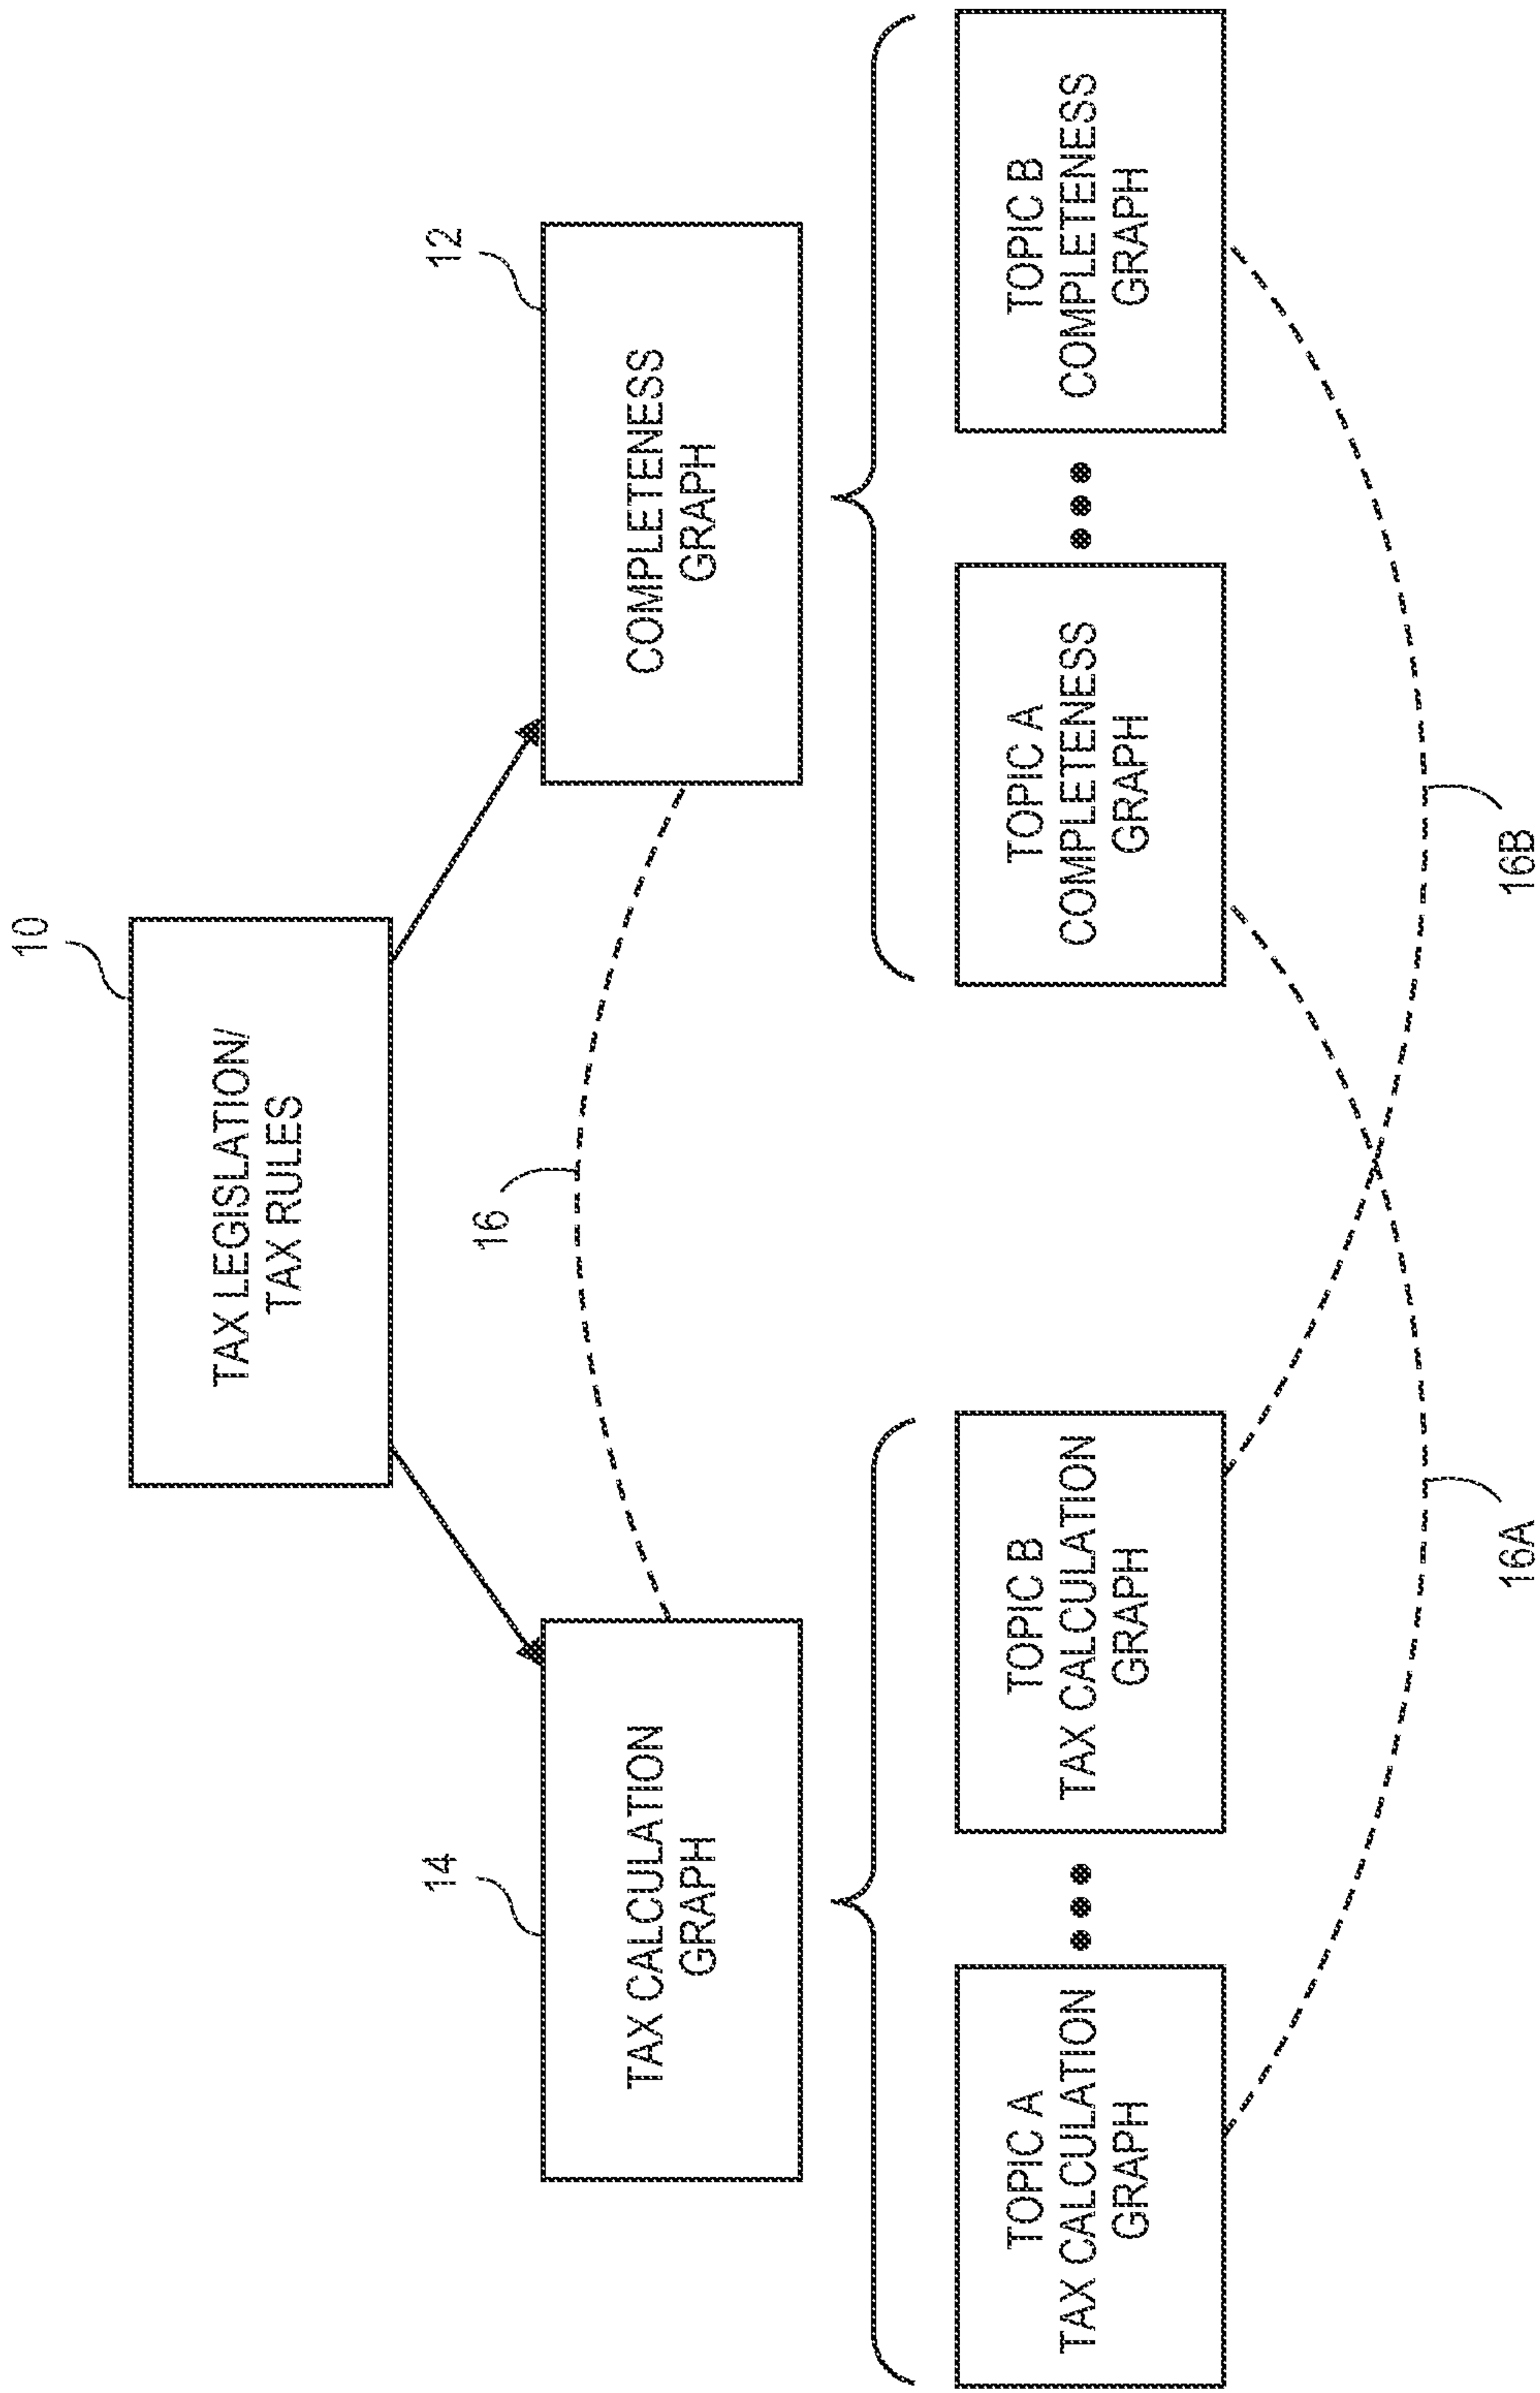 10
TAX LEGISLATION/
TAX RULES
14
TAX CALCULATION
GRAPH
16
12
COMPLETENESS
GRAPH
TOPIC A
TAX CALCULATION
GRAPH
TOPIC B
TAX CALCULATION
GRAPH
TOPIC A
COMPLETENESS
GRAPH
TOPIC B
COMPLETENESS
GRAPH
16A
16B